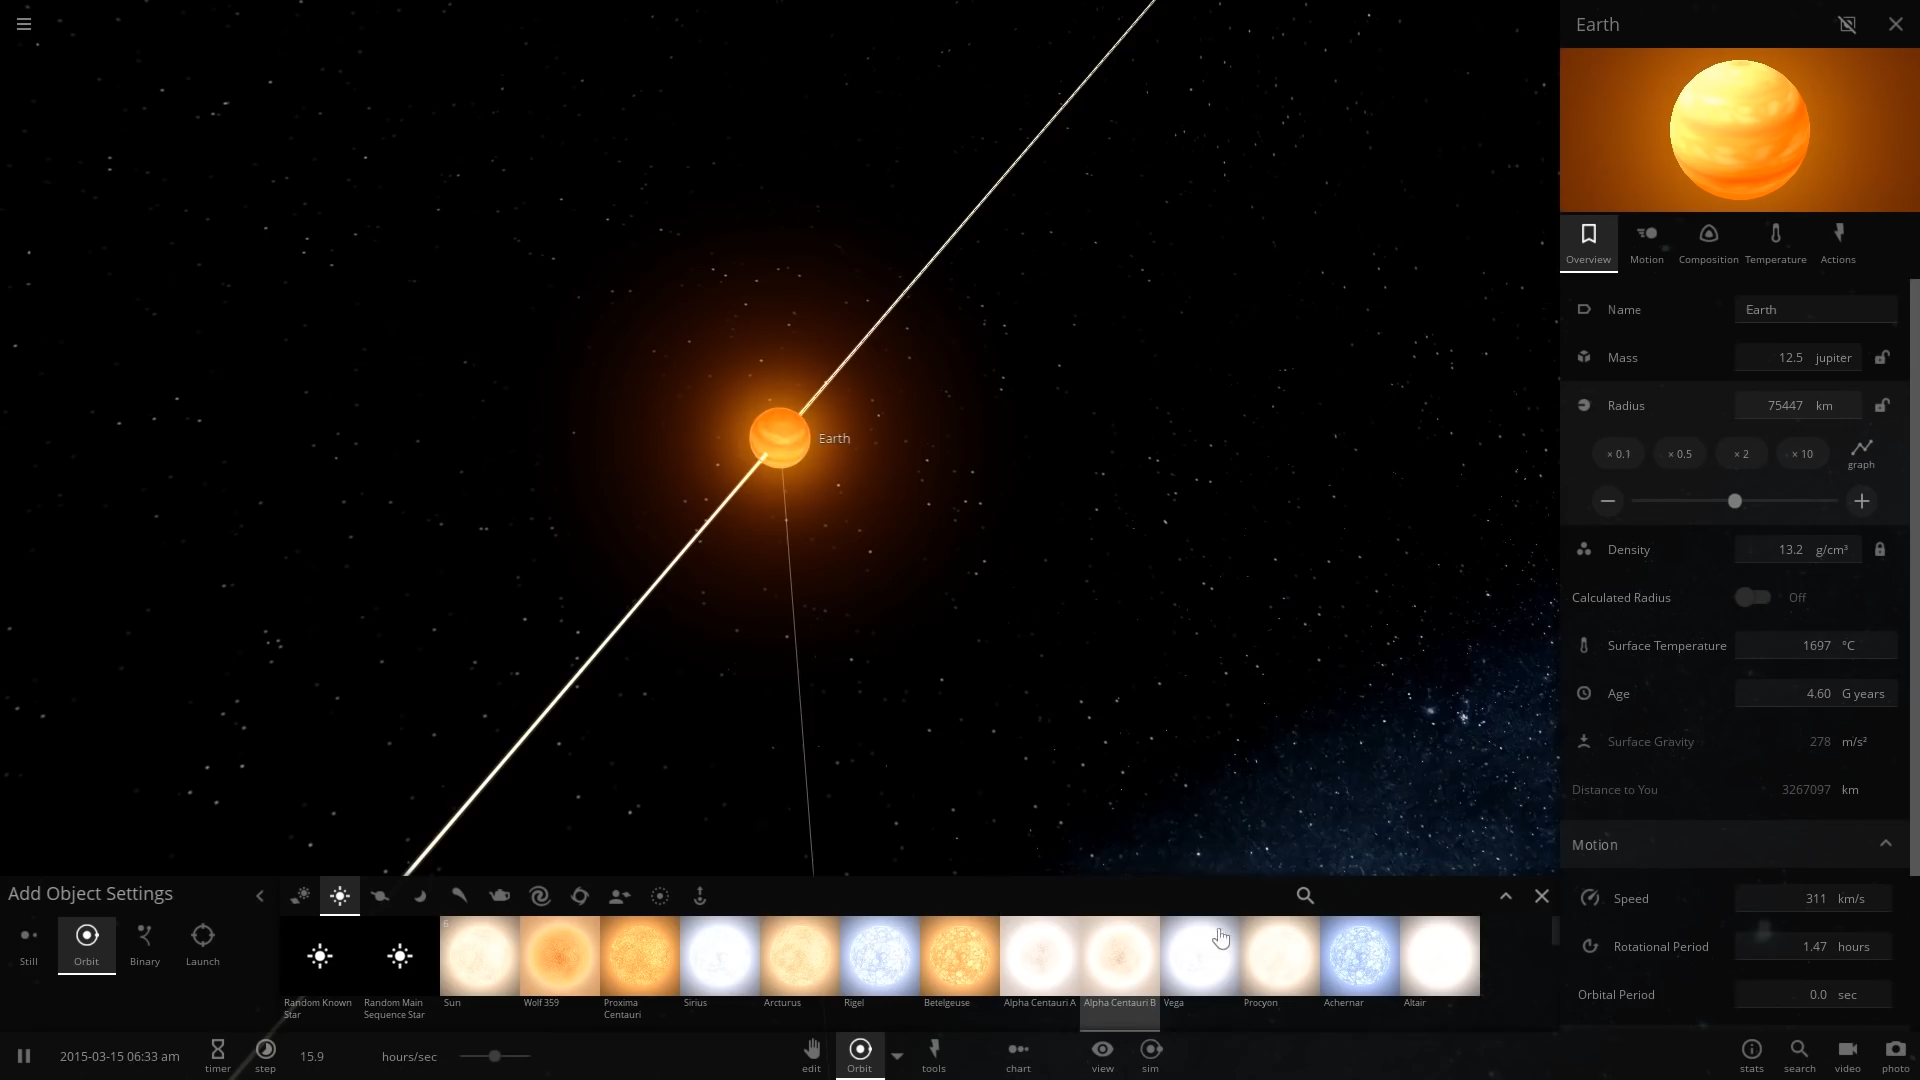 Earth
Earth
Overview
Motion
Composition
Temperature
Actions
Name
Earth
Mass
12.5 jupiter
Radius
75447 km
× 0.1
× 0.5
× 2
× 10
graph
Density
13.2 g/cm³
Calculated Radius
Off
Surface Temperature
1697 °C
Age
4.60 G years
Surface Gravity
278 m/s²
Distance to You
3267097 km
Motion
Speed
311 km/s
Rotational Period
1.47 hours
Orbital Period
0.0 sec
Add Object Settings
Still
Orbit
Binary
Launch
Random Known
Star
Random Main
Sequence Star
Sun
Wolf 359
Proxima
Centauri
Sirius
Arcturus
Rigel
Betelgeuse
Alpha Centauri A
Alpha Centauri B
Vega
Procyon
Achernar
Altair
2015-03-15 06:33 am
timer
step
15.9
hours/sec
edit
Orbit
tools
chart
view
sim
stats
search
video
photo